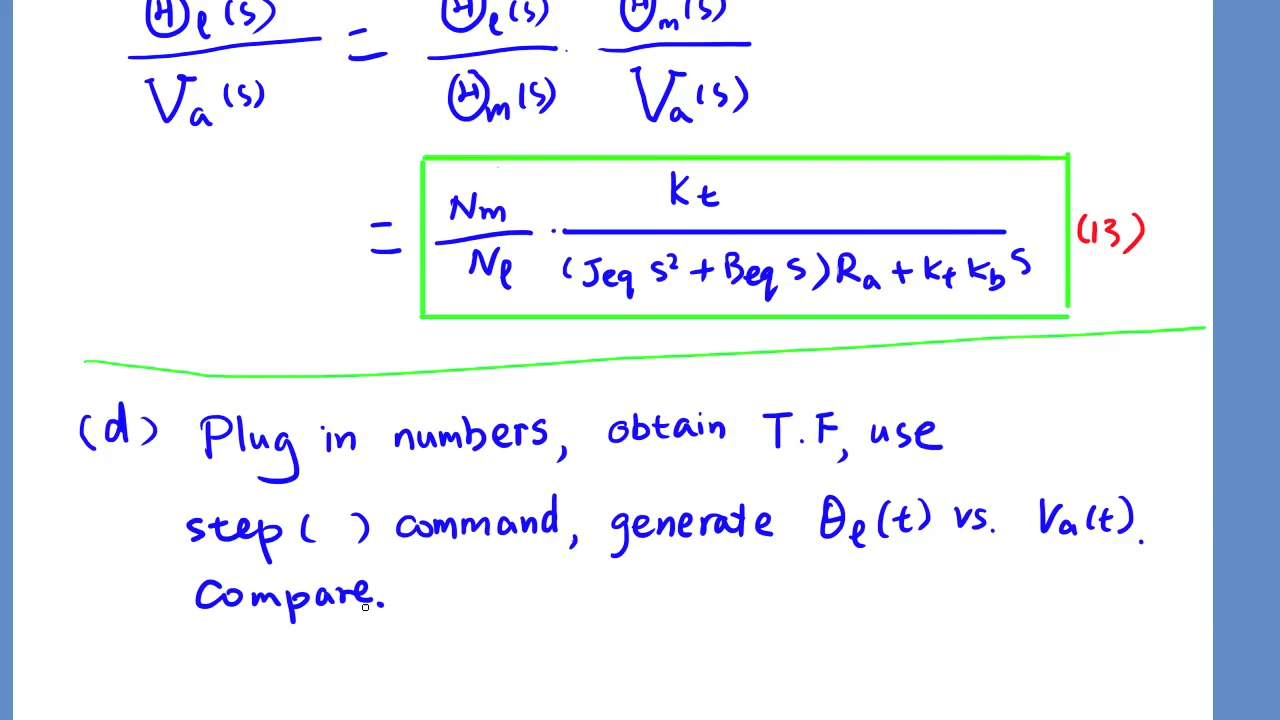 Θℓ(s) / Va(s) = Θℓ(s) / Θm(s) · Θm(s) / Va(s)
= Nm / Nℓ · Kt / (Jeq s² + Beq s) Ra + Kt Kb s (13)
(d) Plug in numbers, obtain T.F, use
step( ) command, generate θℓ(t) vs. Va(t).
Compare.